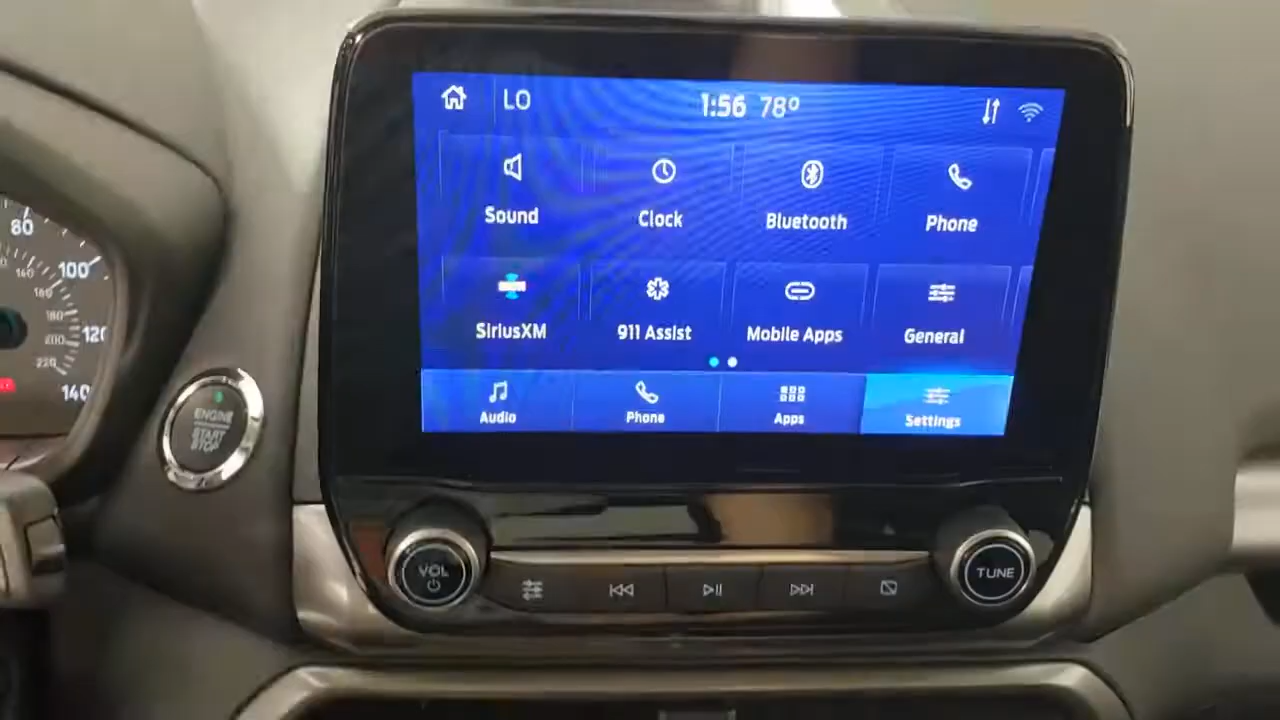 LO
1:56 78º
Sound
Clock
Bluetooth
Phone
SiriusXM
911 Assist
Mobile Apps
General
Audio
Phone
Apps
Settings
80
100
120
140
160
180
200
220
ENGINE
START
STOP
VOL
TUNE